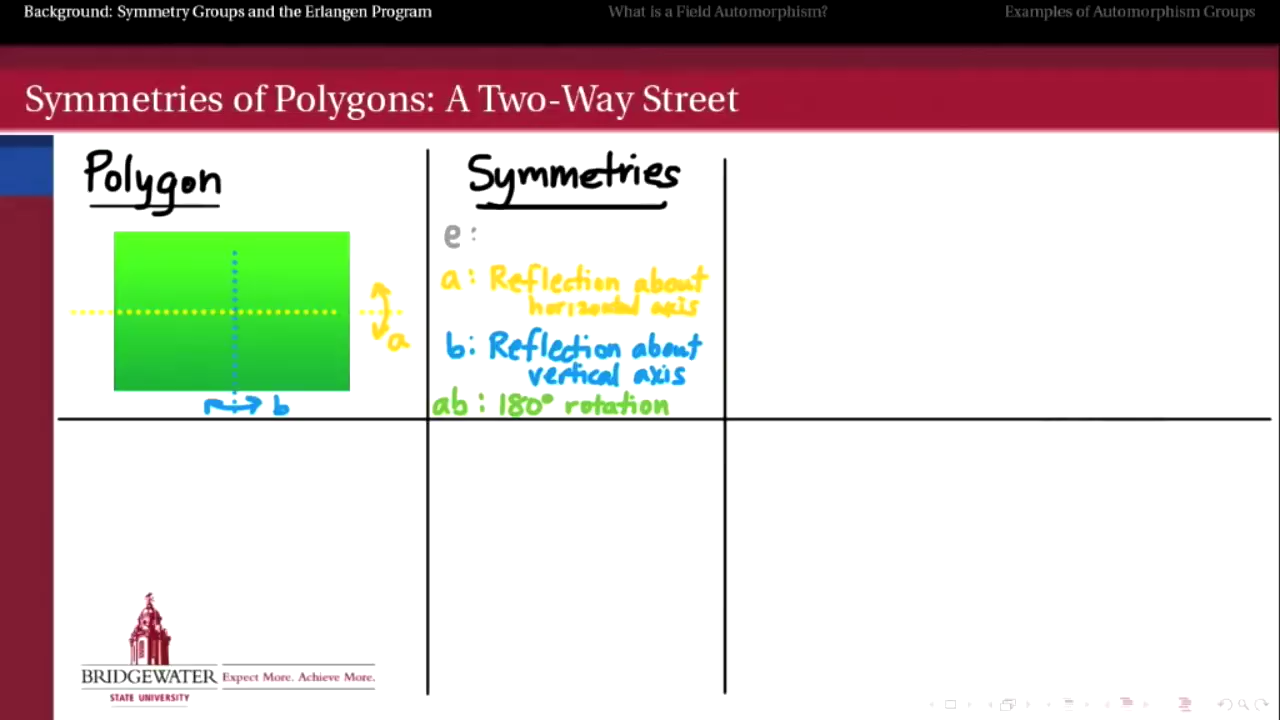 Background: Symmetry Groups and the Erlangen Program
What is a Field Automorphism?
Examples of Automorphism Groups
Symmetries of Polygons: A Two-Way Street
Polygon
a
b
Symmetries
e:
a: Reflection about
horizontal axis
b: Reflection about
vertical axis
ab: 180° rotation
BRIDGEWATER
STATE UNIVERSITY
Expect More. Achieve More.